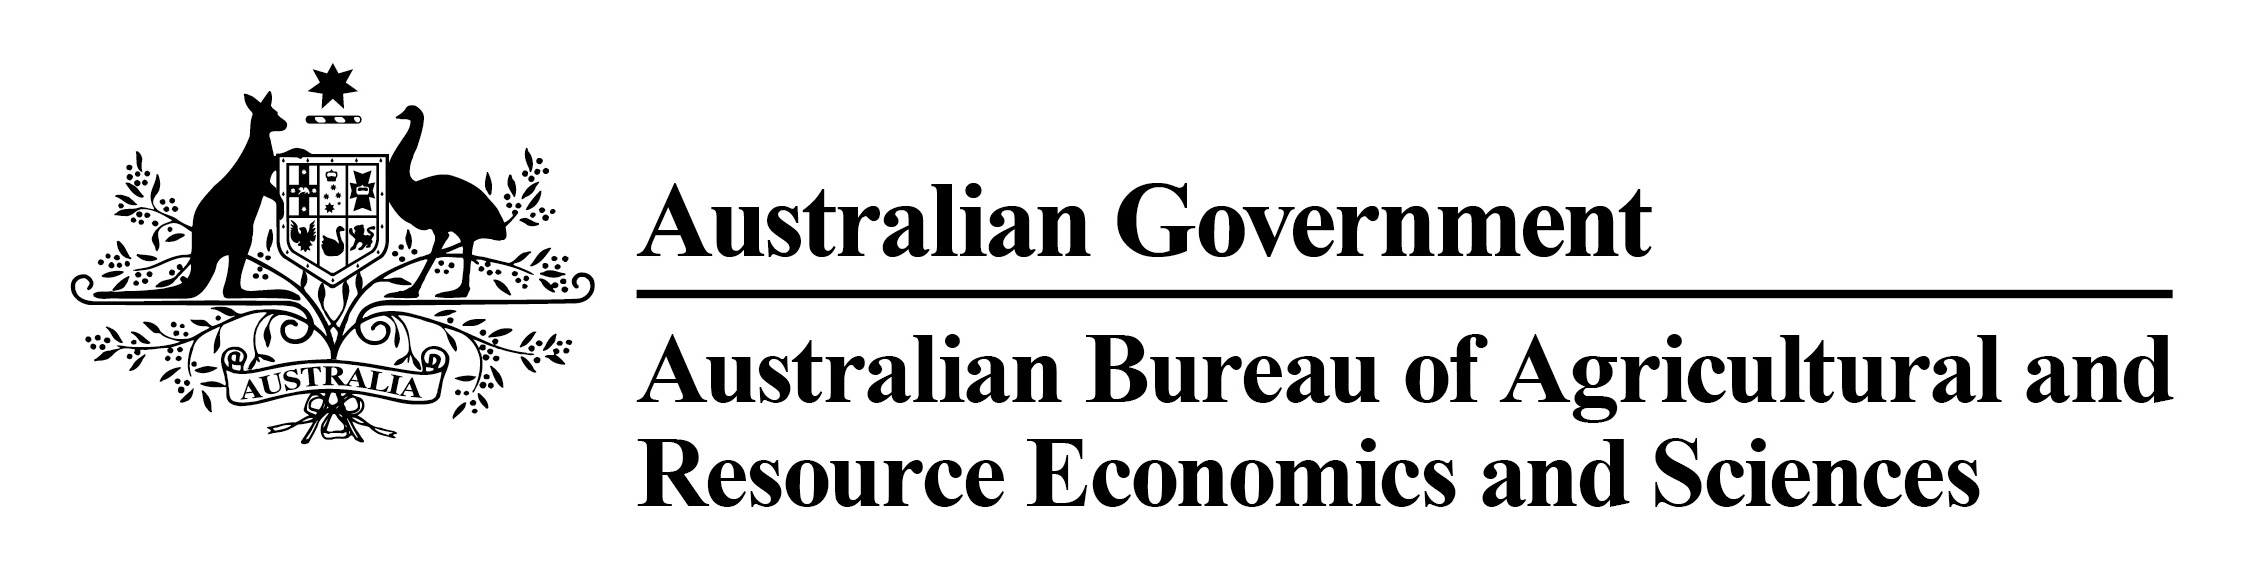 AUSTRALIA
Australian Government
Australian Bureau of Agricultural and
Resource Economics and Sciences